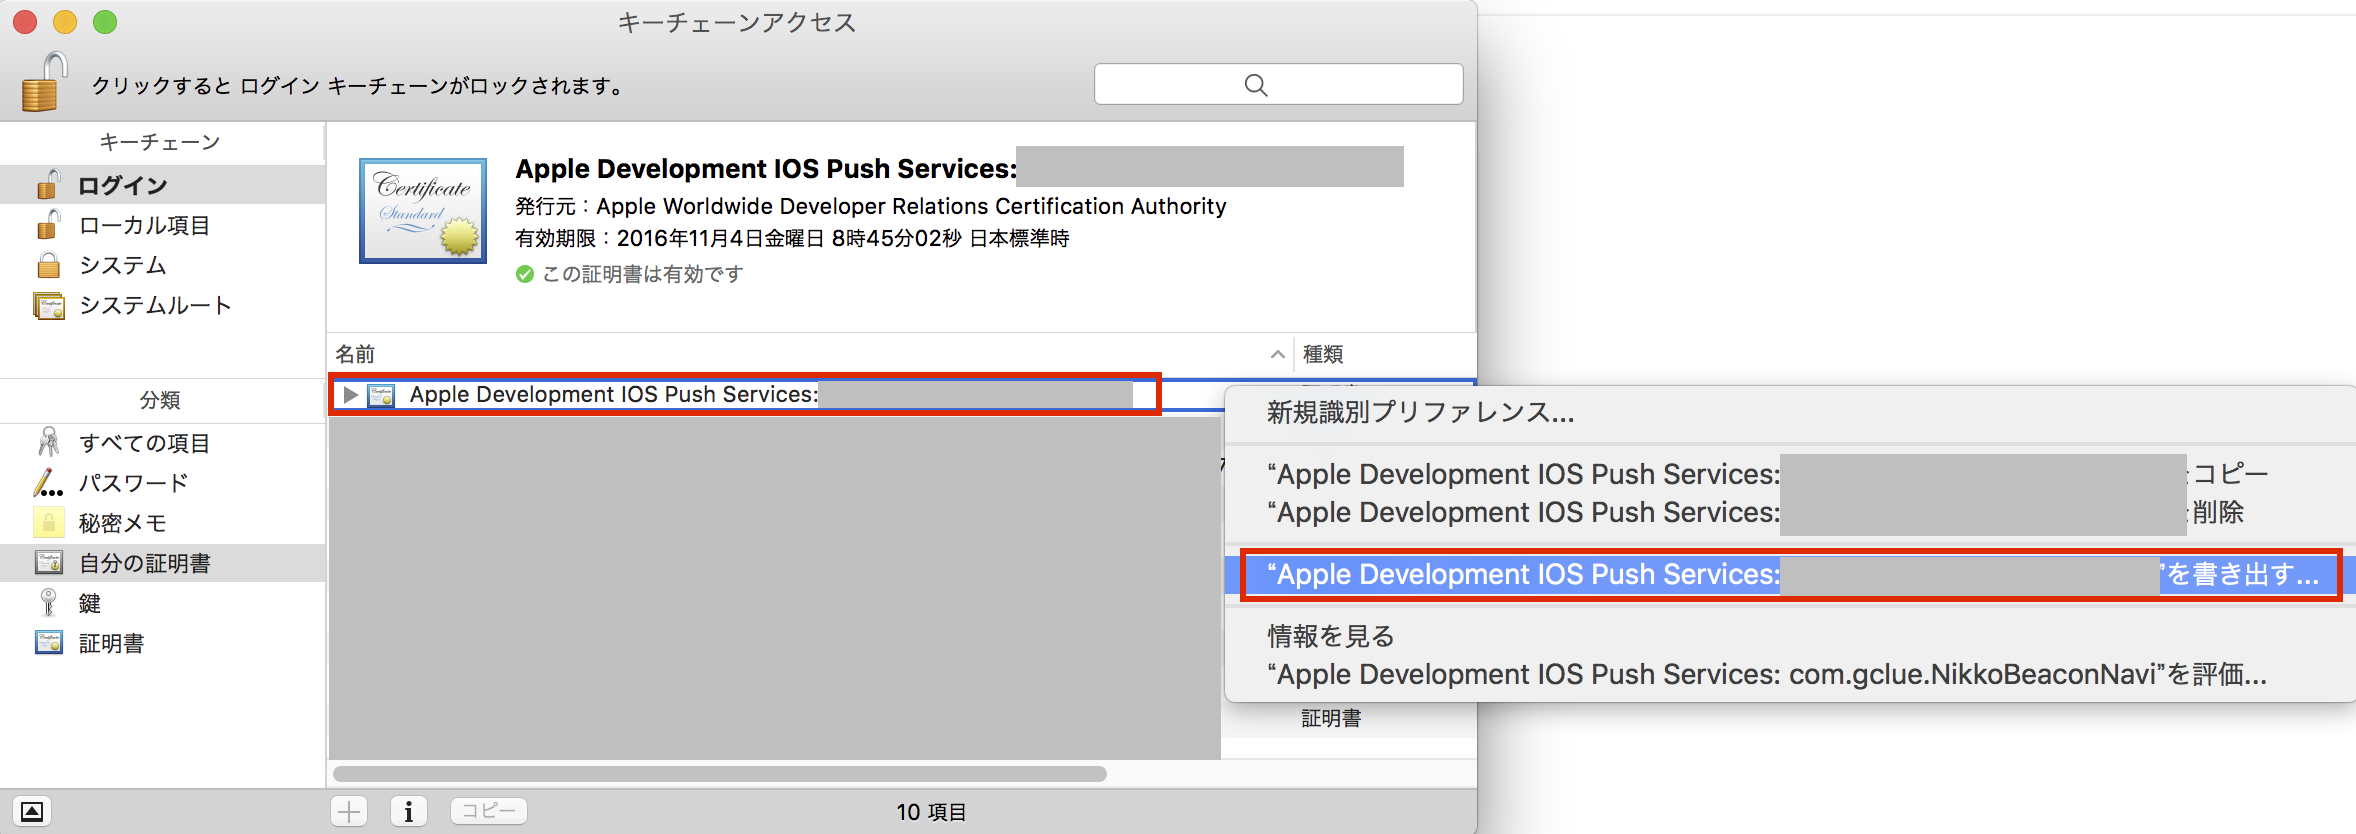 キーチェーンアクセス
クリックすると ログイン キーチェーンがロックされます。
キーチェーン
ログイン
ローカル項目
システム
システムルート
分類
すべての項目
パスワード
秘密メモ
自分の証明書
鍵
証明書
Certificate
Standard
Apple Development IOS Push Services:
発行元：Apple Worldwide Developer Relations Certification Authority
有効期限：2016年11月4日金曜日 8時45分02秒 日本標準時
この証明書は有効です
名前
種類
Apple Development IOS Push Services:
新規識別プリファレンス...
“Apple Development IOS Push Services: コピー
“Apple Development IOS Push Services: 削除
“Apple Development IOS Push Services: ”を書き出す...
情報を見る
“Apple Development IOS Push Services: com.gclue.NikkoBeaconNavi”を評価...
証明書
コピー
10 項目